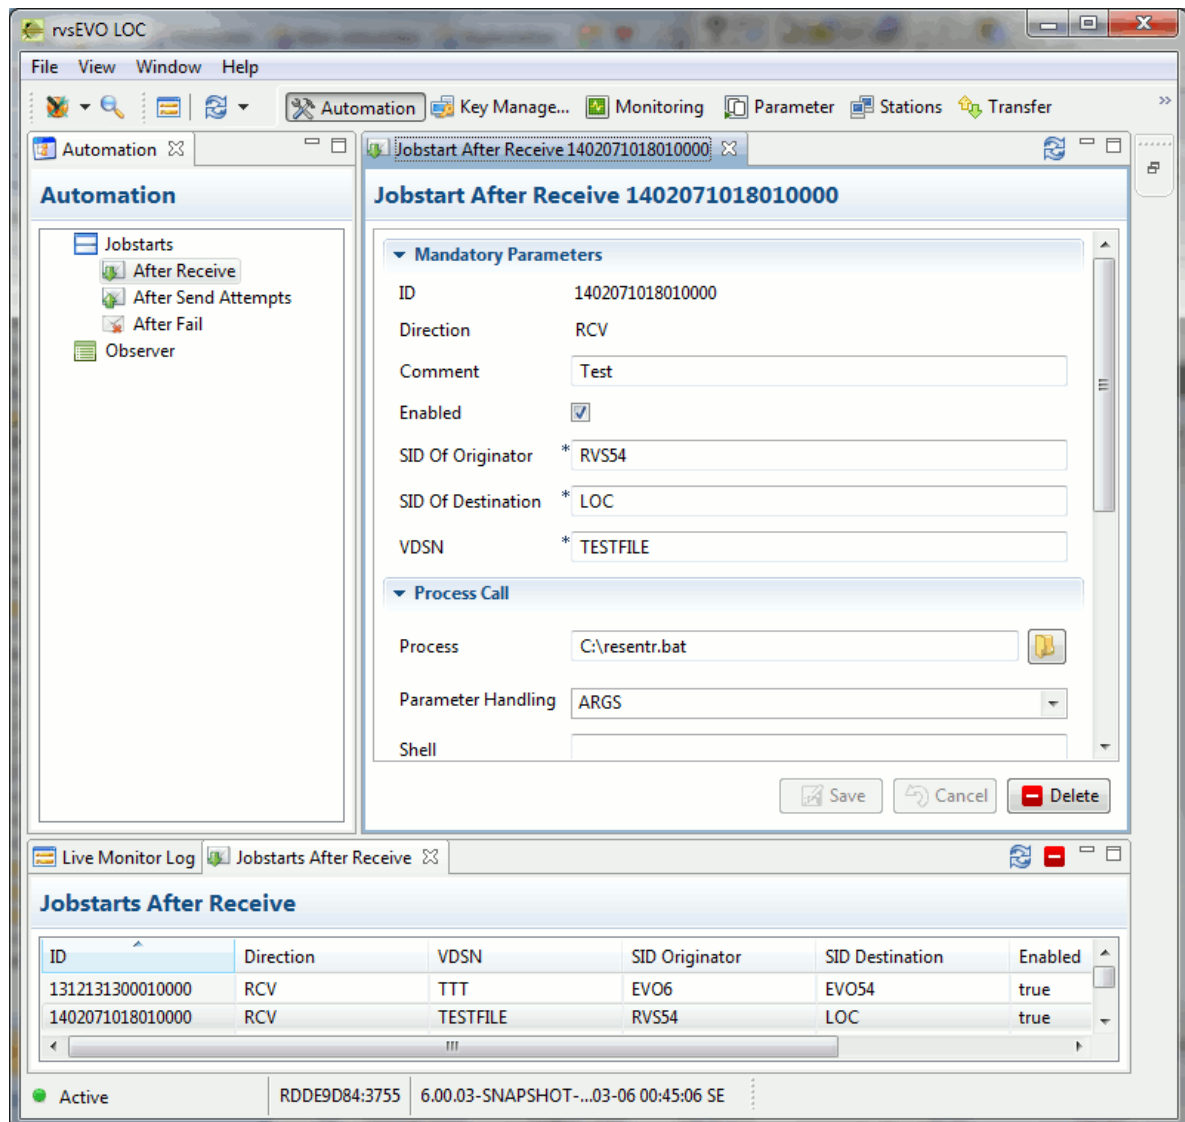 rvsEVO LOC
File View Window Help
Automation Key Manage... Monitoring Parameter Stations Transfer
Automation
Jobstart After Receive 1402071018010000
Automation
Jobstart After Receive 1402071018010000
Jobstarts
After Receive
After Send Attempts
After Fail
Observer
Mandatory Parameters
ID 1402071018010000
Direction RCV
Comment Test
Enabled
SID Of Originator * RVS54
SID Of Destination * LOC
VDSN * TESTFILE
Process Call
Process C:\resentr.bat
Parameter Handling ARGS
Shell
Save Cancel Delete
Live Monitor Log Jobstarts After Receive
Jobstarts After Receive
ID Direction VDSN SID Originator SID Destination Enabled
1312131300010000 RCV TTT EVO6 EVO54 true
1402071018010000 RCV TESTFILE RVS54 LOC true
Active RDDE9D84:3755 6.00.03-SNAPSHOT-...03-06 00:45:06 SE